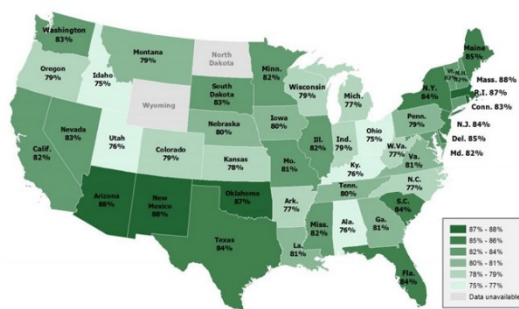 Washington
83%
Oregon
79%
Calif.
82%
Nevada
83%
Idaho
75%
Montana
79%
Wyoming
Utah
76%
Colorado
79%
Arizona
88%
New
Mexico
88%
North
Dakota
South
Dakota
83%
Nebraska
80%
Kansas
78%
Oklahoma
87%
Texas
84%
Minn.
82%
Iowa
80%
Mo.
81%
Ark.
77%
La.
81%
Wisconsin
79%
Ill.
82%
Mich.
77%
Ind.
79%
Ohio
75%
Ky.
76%
Tenn.
80%
Miss.
82%
Ala.
76%
Ga.
81%
Fla.
84%
S.C.
84%
N.C.
77%
Va.
81%
W.Va.
77%
Penn.
79%
N.Y.
84%
Vt.
N.H.
82%
Maine
85%
Mass. 88%
R.I. 87%
Conn. 83%
N.J. 84%
Del. 85%
Md. 82%
87% - 88%
85% - 86%
82% - 84%
80% - 81%
78% - 79%
75% - 77%
Data unavailable